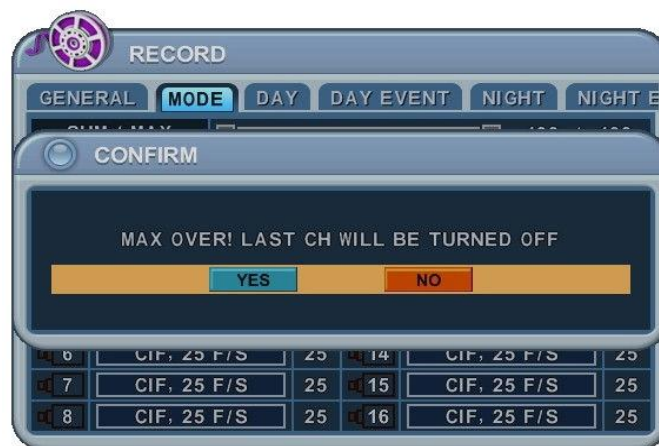 RECORD
GENERAL MODE DAY DAY EVENT NIGHT NIGHT E
CONFIRM
MAX OVER! LAST CH WILL BE TURNED OFF
YES NO
6 CIF, 25 F/S 25 14 CIF, 25 F/S 25
7 CIF, 25 F/S 25 15 CIF, 25 F/S 25
8 CIF, 25 F/S 25 16 CIF, 25 F/S 25